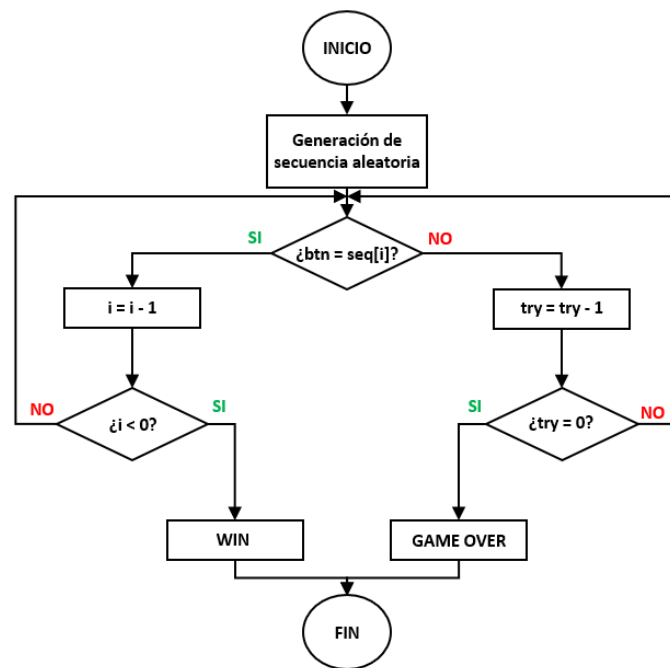 INICIO
Generación de
secuencia aleatoria
SI
¿btn = seq[i]?
NO
i = i - 1
try = try - 1
NO
¿i < 0?
SI
SI
¿try = 0?
NO
WIN
GAME OVER
FIN